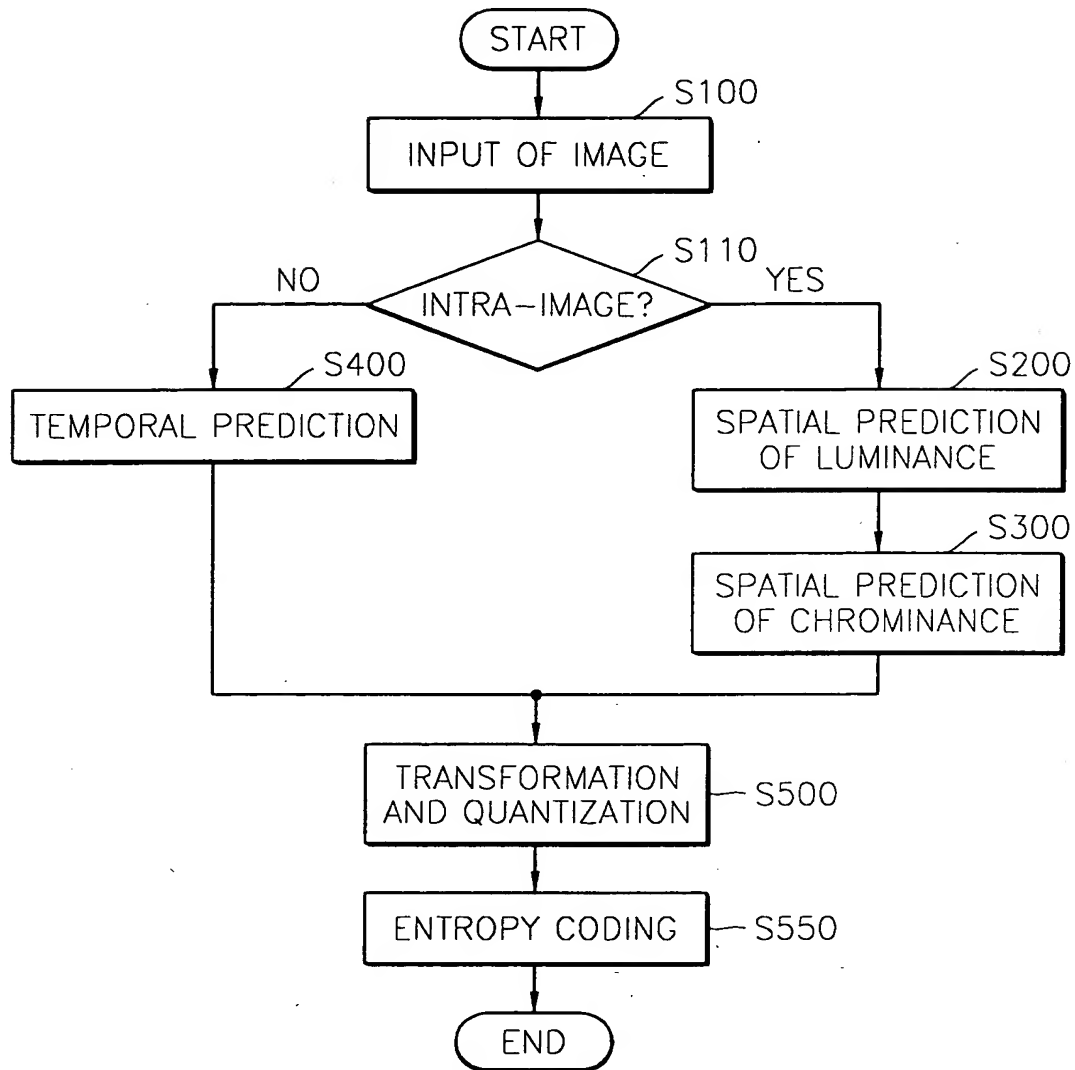 START
S100
INPUT OF IMAGE
S110
NO
INTRA-IMAGE?
YES
S400
TEMPORAL PREDICTION
S200
SPATIAL PREDICTION
OF LUMINANCE
S300
SPATIAL PREDICTION
OF CHROMINANCE
TRANSFORMATION
AND QUANTIZATION
S500
ENTROPY CODING
S550
END